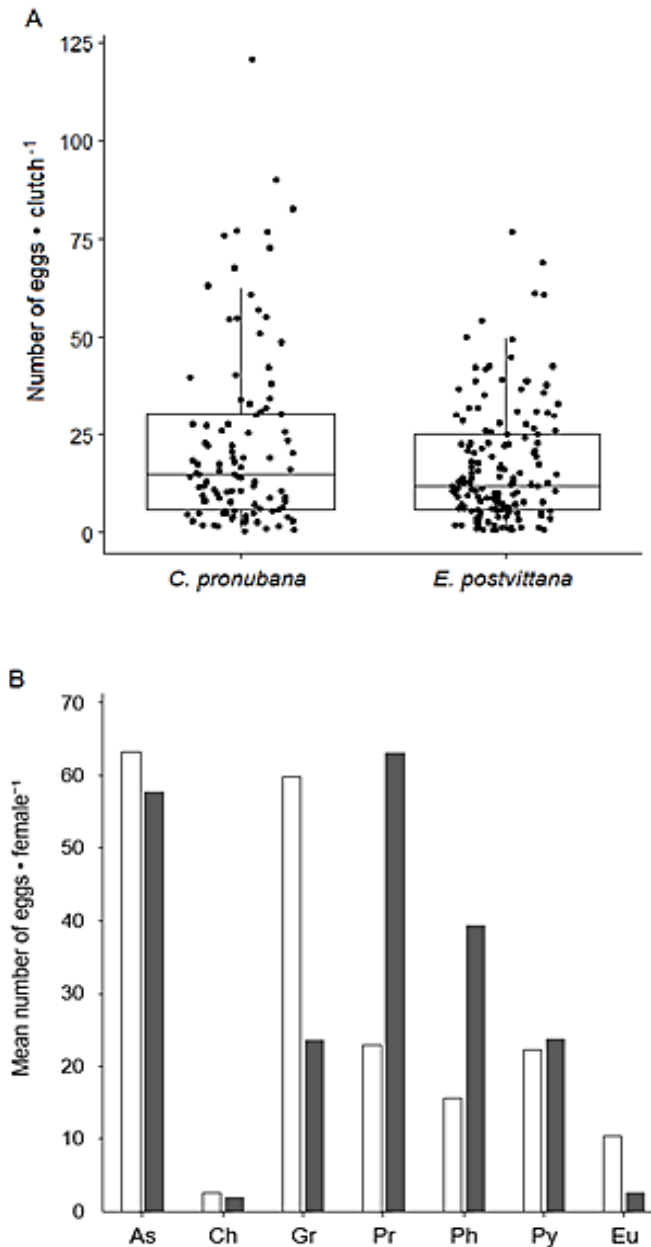 A
Number of eggs • clutch⁻¹
125
100
75
50
25
0
C. pronubana E. postvittana
B
Mean number of eggs • female⁻¹
70
60
50
40
30
20
10
0
As Ch Gr Pr Ph Py Eu